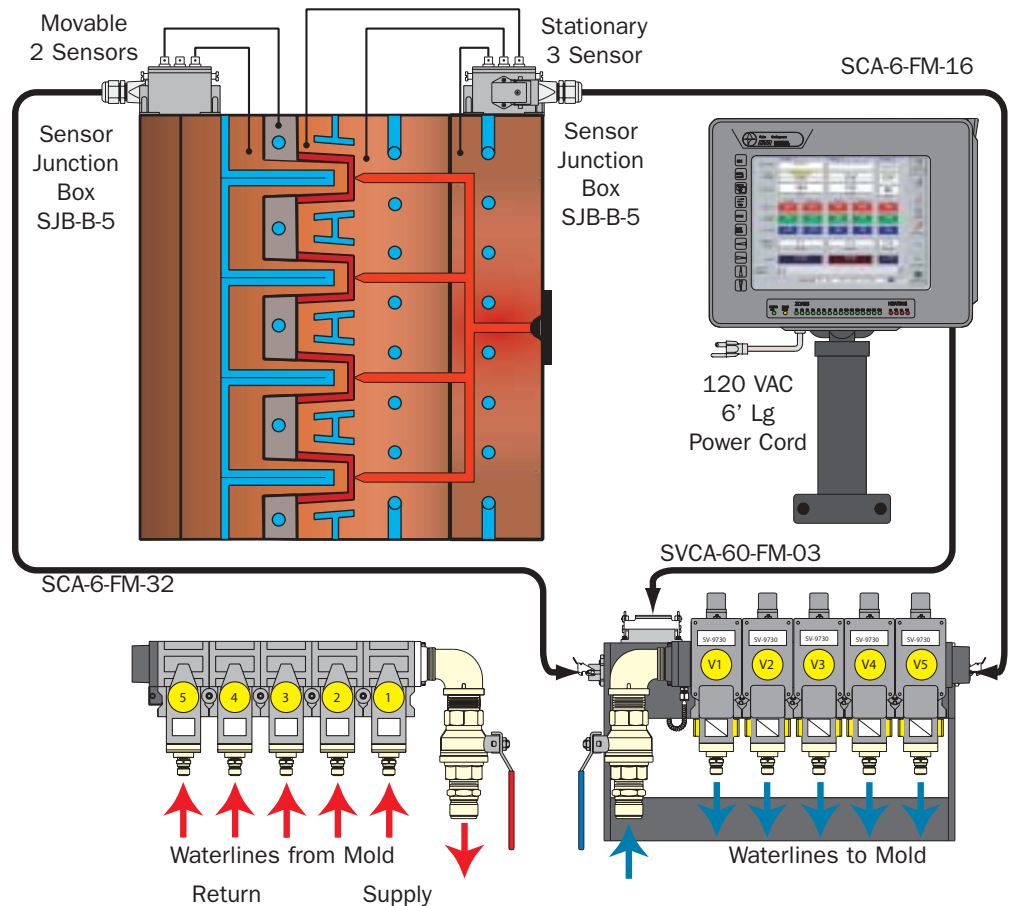 Movable
2 Sensors
Stationary
3 Sensor
SCA-6-FM-16
Sensor
Junction
Box
SJB-B-5
Sensor
Junction
Box
SJB-B-5
ZONES
HEATING
120 VAC
6’ Lg
Power Cord
SVCA-60-FM-03
SCA-6-FM-32
SV-9730
SV-9730
SV-9730
SV-9730
SV-9730
V1
V2
V3
V4
V5
5
4
3
2
1
Waterlines from Mold
Waterlines to Mold
Return
Supply